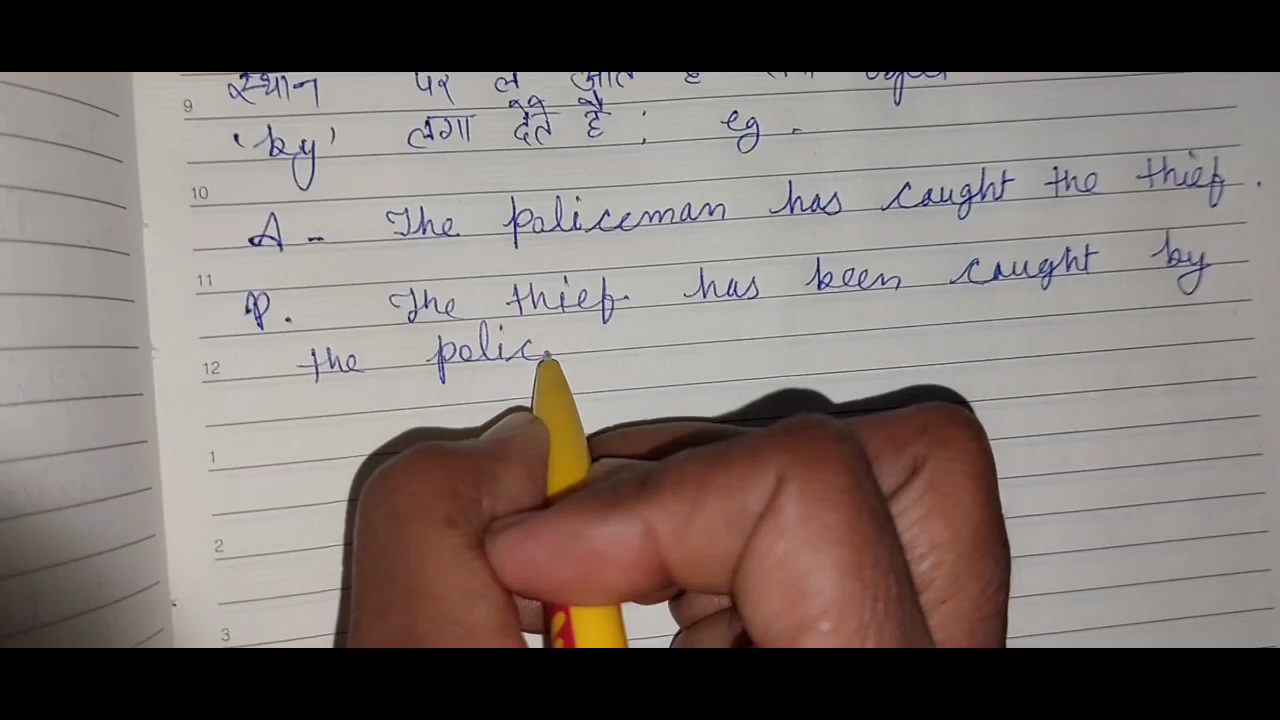 9 स्थान पर ले
'by' लगा देते है ; eg.
10
A - The policeman has caught the thief.
11
P. The thief has been caught by
12 the polic
1
2
3